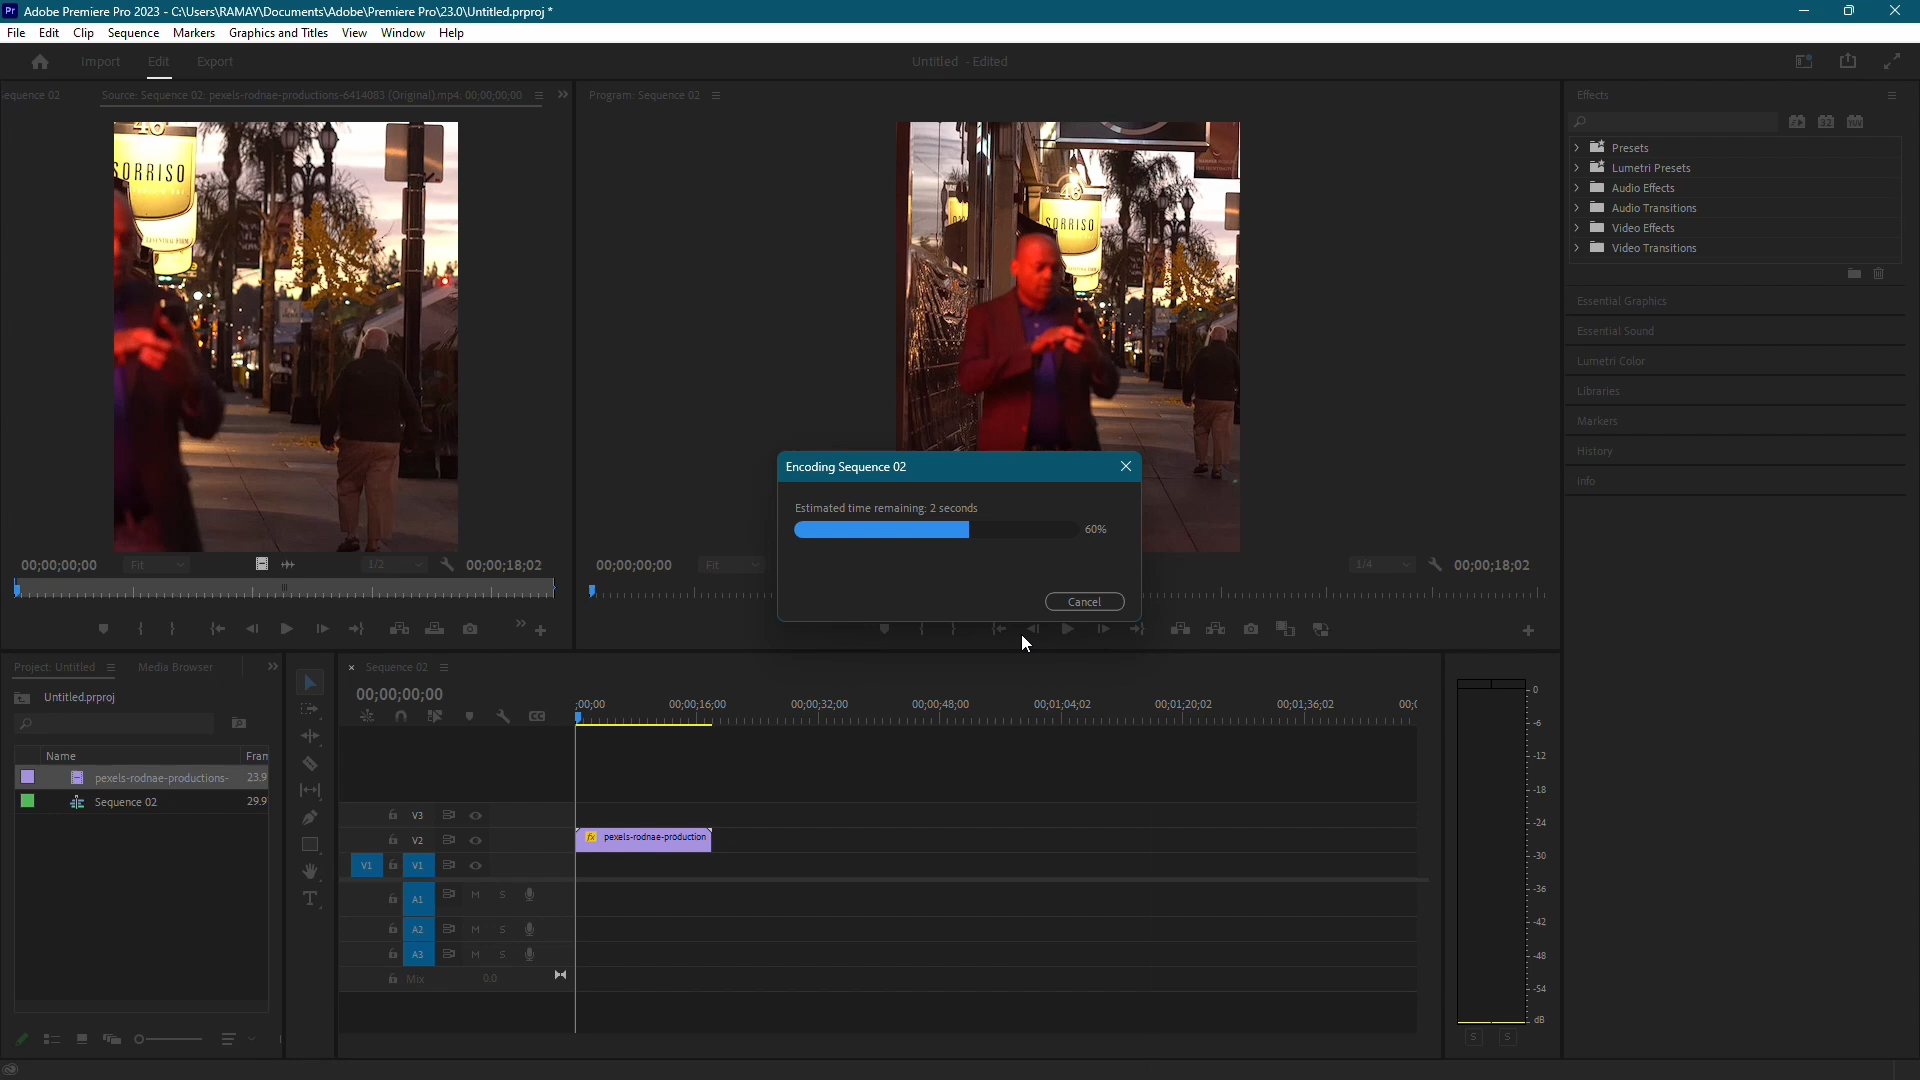 Adobe Premiere Pro 2023 - C:\Users\RAMAY\Documents\Adobe\Premiere Pro\23.0\Untitled.prproj *
File Edit Clip Sequence Markers Graphics and Titles View Window Help
Import Edit Export
Untitled - Edited
equence 02
Source: Sequence 02: pexels-rodnae-productions-6414083 (Original).mp4: 00;00;00;00
Program: Sequence 02
Effects
SORRISO
SORRISO
Presets
Lumetri Presets
Audio Effects
Audio Transitions
Video Effects
Video Transitions
Essential Graphics
Essential Sound
Lumetri Color
Libraries
Markers
History
Info
Encoding Sequence 02
Estimated time remaining: 2 seconds
60%
Cancel
00;00;00;00 Fit 1/2 00;00;18;02
00;00;00;00 Fit 1/4 00;00;18;02
Project: Untitled Media Browser
Untitled.prproj
Name Fram
pexels-rodnae-productions- 23.9
Sequence 02 29.9
Sequence 02
00;00;00;00
;00;00 00;00;16;00 00;00;32;00 00;00;48;00 00;01;04;02 00;01;20;02 00;01;36;02 00;0
V3
V2 fx pexels-rodnae-production
V1 V1
A1 M S
A2 M S
A3 M S
Mix 0.0
0
-6
-12
-18
-24
-30
-36
-42
-48
-54
dB
S S